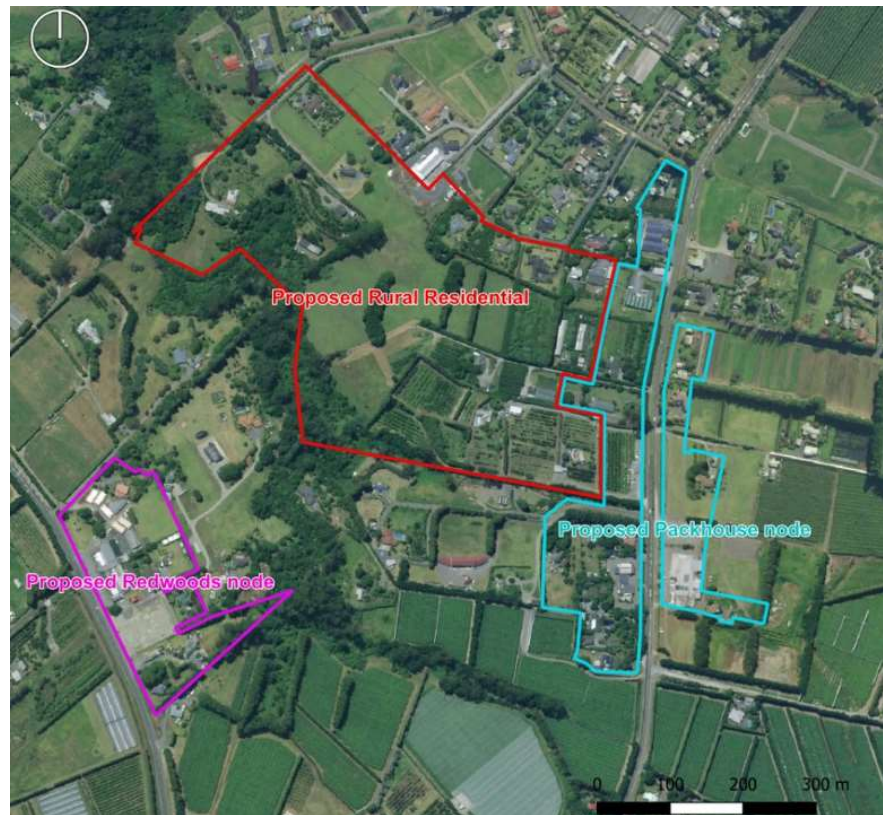 Proposed Rural Residential
Proposed Packhouse node
Proposed Redwoods node
0 100 200 300 m